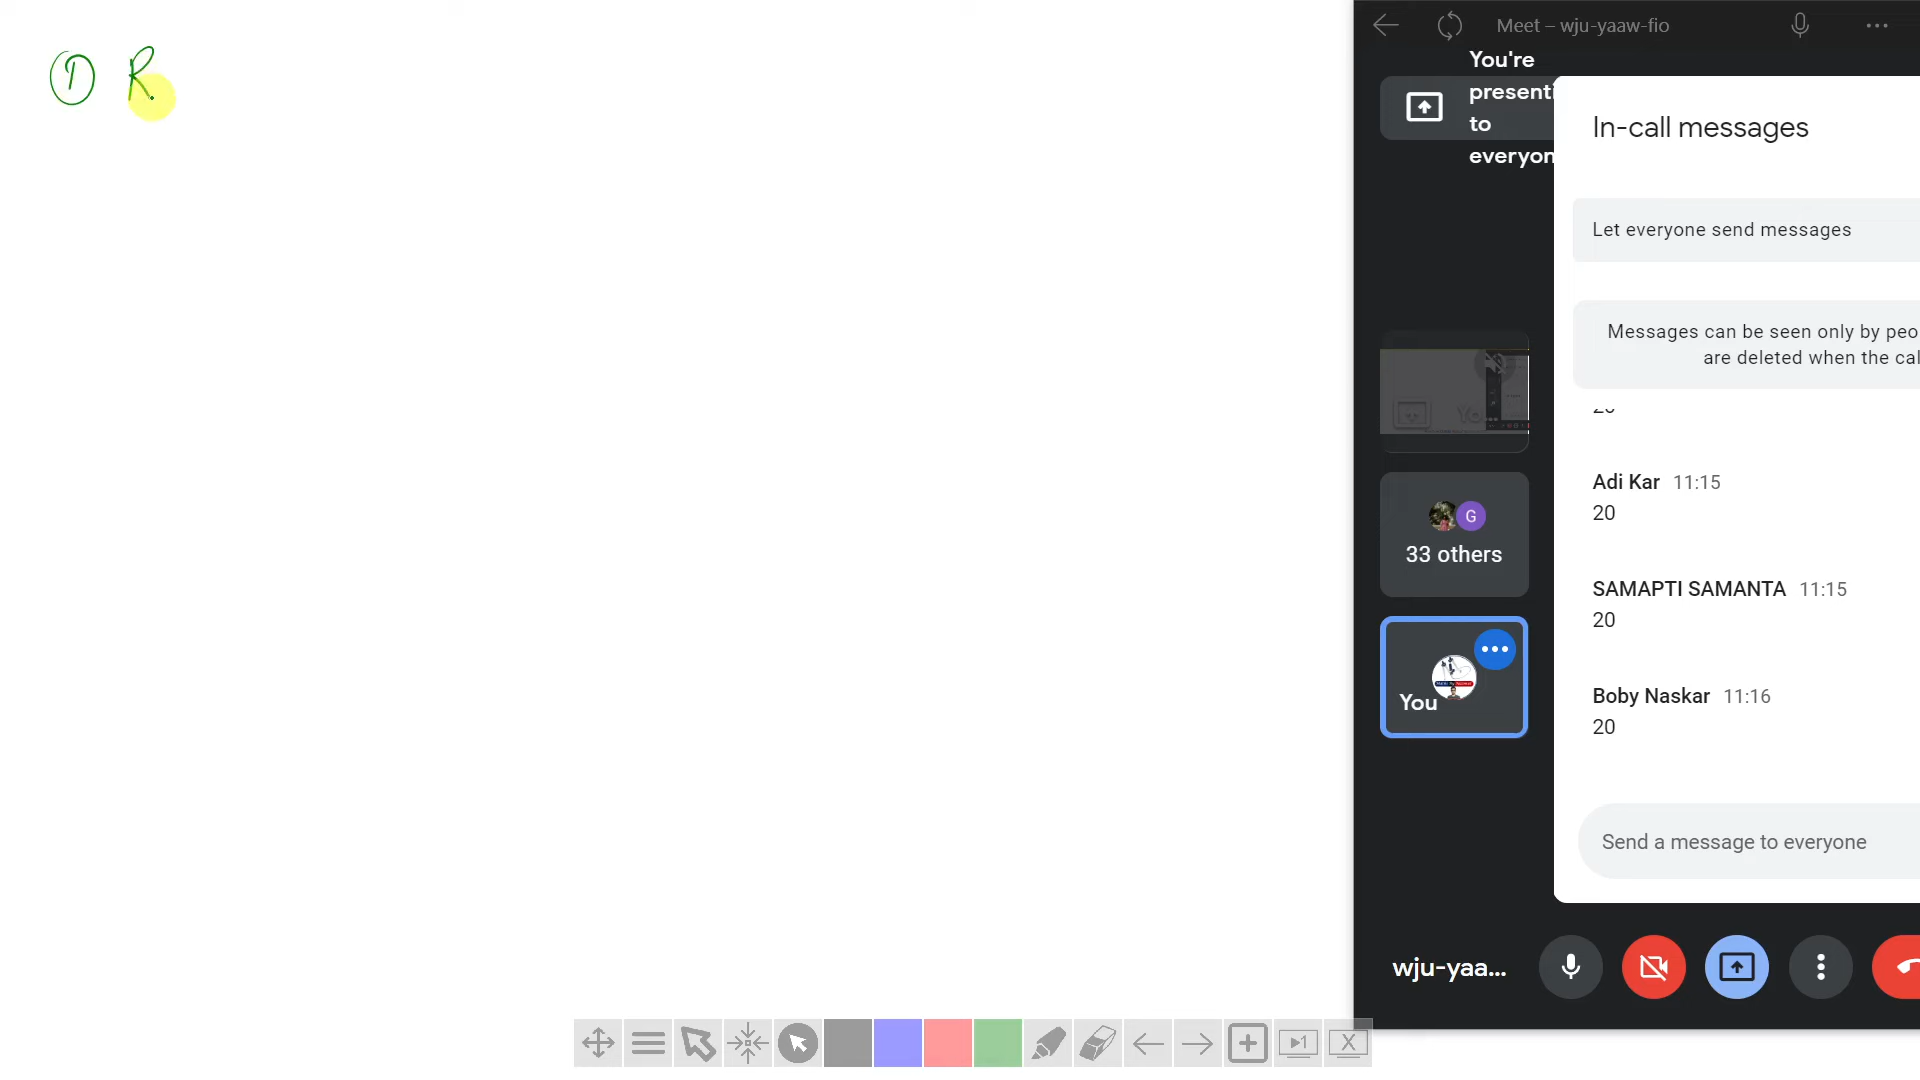 ① R
Meet – wju-yaaw-fio
You're
presenti
to
everyon
In-call messages
Let everyone send messages
Messages can be seen only by peo
are deleted when the cal
Adi Kar 11:15
20
SAMAPTI SAMANTA 11:15
20
Boby Naskar 11:16
20
G
33 others
You
Send a message to everyone
wju-yaa...
1
X